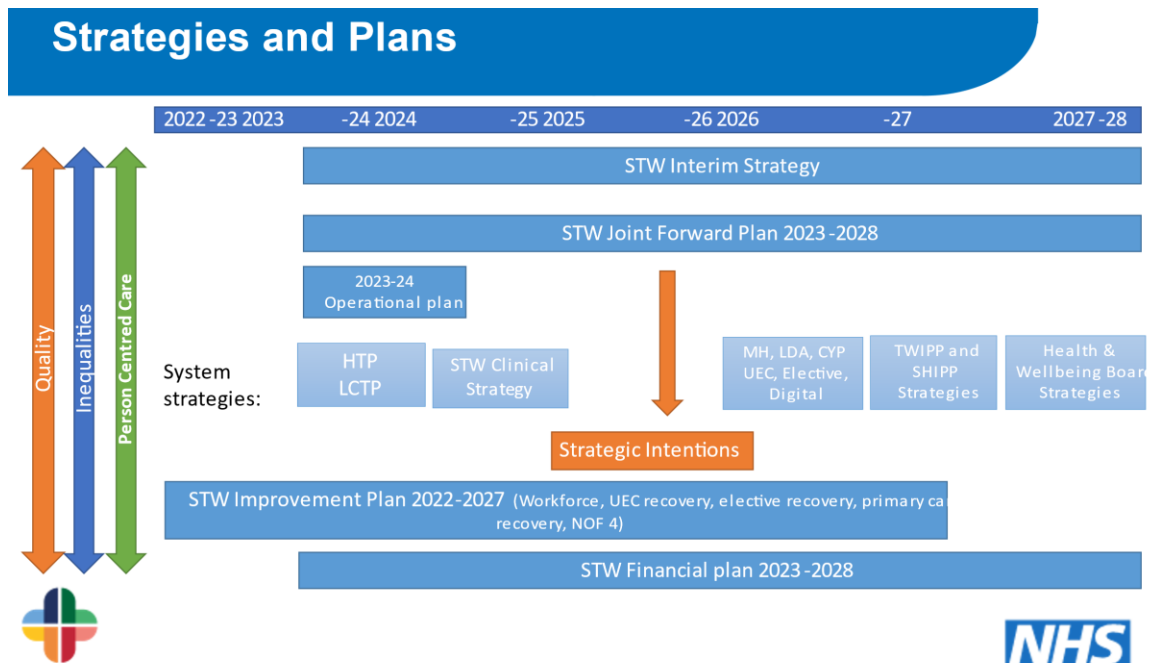 Strategies and Plans
2022 -23 2023 -24 2024 -25 2025 -26 2026 -27 2027 -28
STW Interim Strategy
STW Joint Forward Plan 2023 -2028
2023-24
Operational plan
Quality
Inequalities
Person Centred Care
System
strategies:
HTP
LCTP
STW Clinical
Strategy
MH, LDA, CYP
UEC, Elective,
Digital
TWIPP and
SHIPP
Strategies
Health &
Wellbeing Boar
Strategies
Strategic Intentions
STW Improvement Plan 2022-2027 (Workforce, UEC recovery, elective recovery, primary car
recovery, NOF 4)
STW Financial plan 2023 -2028
NHS